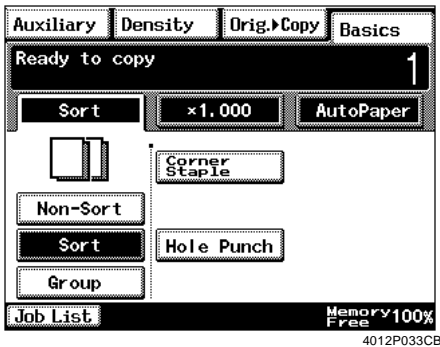 Auxiliary Density Orig.▶Copy Basics
Ready to copy 1
Sort ×1.000 AutoPaper
Corner
Staple
Non-Sort
Sort Hole Punch
Group
Job List Memory Free 100%
4012P033CB